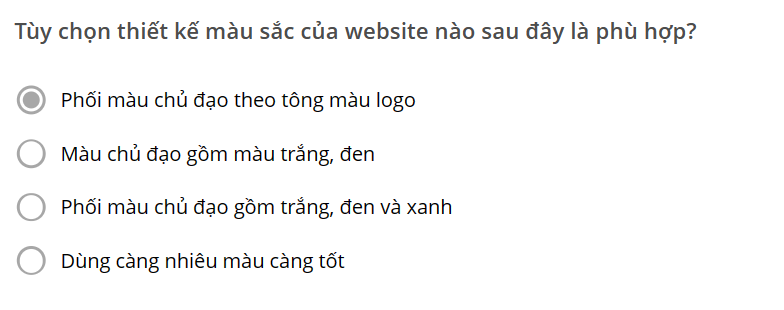 Tùy chọn thiết kế màu sắc của website nào sau đây là phù hợp?
Phối màu chủ đạo theo tông màu logo
Màu chủ đạo gồm màu trắng, đen
Phối màu chủ đạo gồm trắng, đen và xanh
Dùng càng nhiêu màu càng tốt